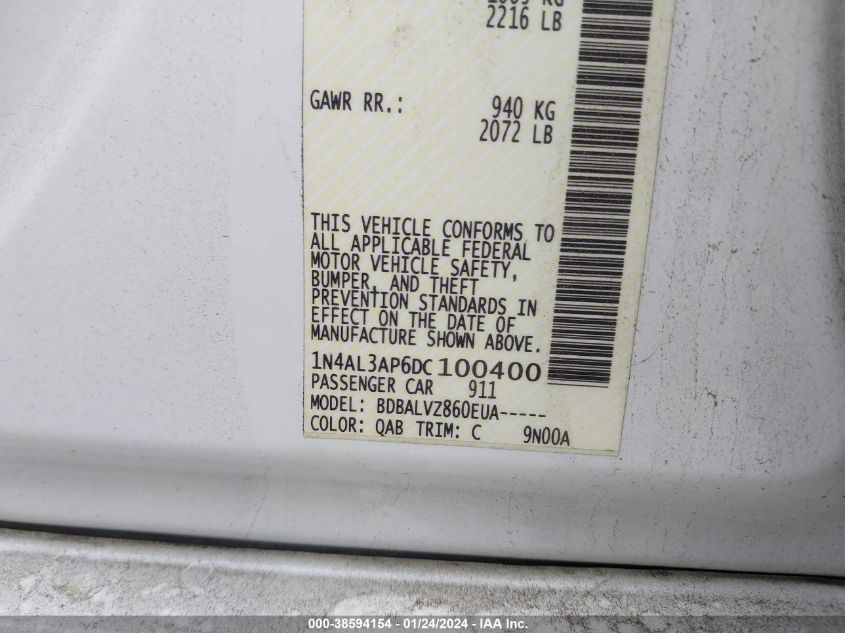 2216 LB
GAWR RR.: 940 KG
2072 LB
THIS VEHICLE CONFORMS TO
ALL APPLICABLE FEDERAL
MOTOR VEHICLE SAFETY,
BUMPER, AND THEFT
PREVENTION STANDARDS IN
EFFECT ON THE DATE OF
MANUFACTURE SHOWN ABOVE.
1N4AL3AP6DC100400
PASSENGER CAR 911
MODEL: BDBALVZ860EUA-----
COLOR: QAB TRIM: C 9N00A
000-38594154 - 01/24/2024 - IAA Inc.